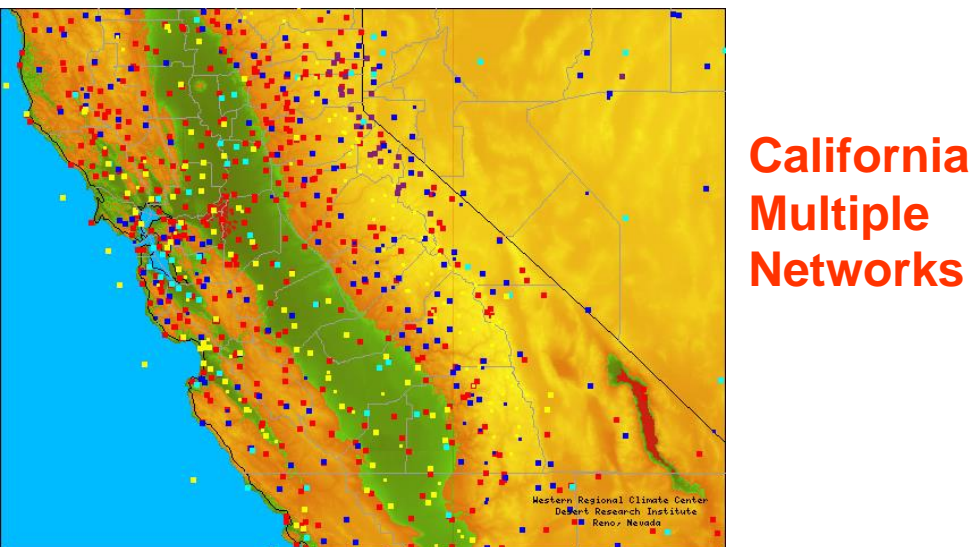 California
Multiple
Networks
Western Regional Climate Center
Desert Research Institute
Reno, Nevada